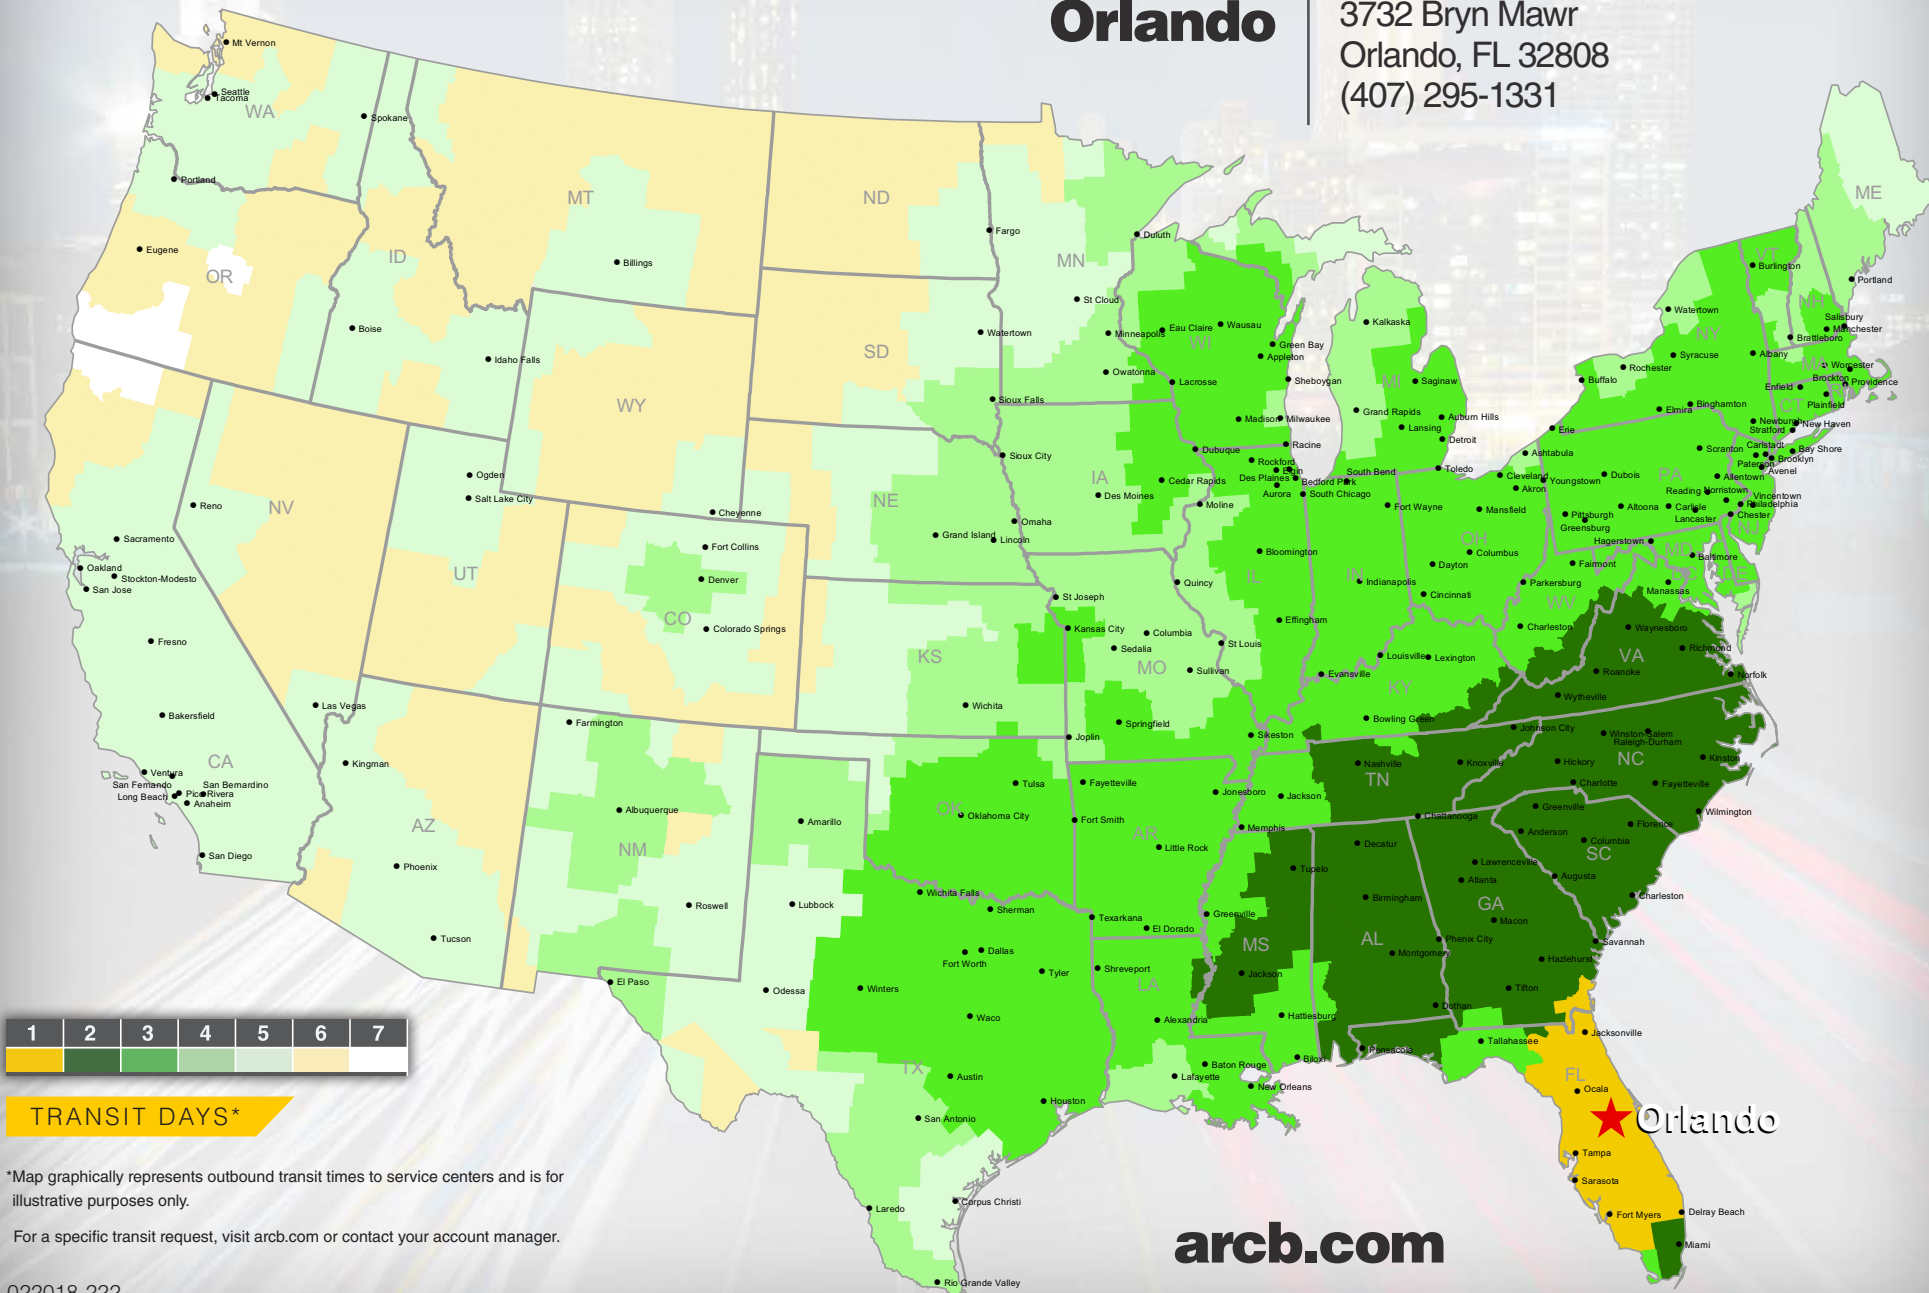 Orlando
3732 Bryn Mawr
Orlando, FL 32808
(407) 295-1331
Mt Vernon
Seattle
Tacoma
WA
Spokane
Portland
MT
ND
ME
Eugene
OR
ID
Billings
Fargo
Duluth
MN
VT
Burlington
Portland
St Cloud
Boise
Idaho Falls
Watertown
Minneapolis
Eau Claire
Wausau
WI
Green Bay
Appleton
Kalkaska
Watertown
NH
Salisbury
Manchester
Brattleboro
NY
SD
Owatonna
Lacrosse
Sheboygan
MI
Saginaw
Syracuse
Albany
Rochester
Buffalo
MA
Worcester
Brockton
Providence
Enfield
Plainfield
CT
WY
Sioux Falls
Madison
Milwaukee
Grand Rapids
Lansing
Auburn Hills
Detroit
Elmira
Binghamton
Newburgh
New Haven
Stratford
Erie
Sioux City
Dubuque
Racine
Rockford
Elgin
Des Plaines
Bedford Park
Aurora
South Chicago
South Bend
Toledo
Ashtabula
Cleveland
Akron
Youngstown
Dubois
PA
Scranton
Carlstadt
Bay Shore
Brooklyn
Paterson
Avenel
Allentown
Reading
Norristown
Vincentown
Philadelphia
Chester
NJ
Ogden
Salt Lake City
Reno
NV
Cheyenne
NE
IA
Cedar Rapids
Des Moines
Moline
Fort Wayne
Mansfield
Pittsburgh
Greensburg
Altoona
Carlisle
Lancaster
Sacramento
Oakland
Stockton-Modesto
San Jose
UT
Fort Collins
Denver
CO
Colorado Springs
Grand Island
Lincoln
Omaha
Bloomington
IL
IN
Indianapolis
OH
Columbus
Dayton
Cincinnati
Hagerstown
MD
Baltimore
DE
Fairmont
Parkersburg
WV
Manassas
Quincy
St Joseph
Kansas City
Columbia
Sedalia
MO
St Louis
Sullivan
Effingham
Charleston
Waynesboro
VA
Richmond
Roanoke
Norfolk
Wytheville
Fresno
KS
Wichita
Louisville
Lexington
Evansville
KY
Bowling Green
Bakersfield
Las Vegas
Farmington
Springfield
Joplin
Sikeston
Johnson City
Winston-Salem
Raleigh-Durham
NC
Kinston
CA
Ventura
San Fernando
San Bernardino
Pico Rivera
Long Beach
Anaheim
San Diego
Kingman
AZ
Phoenix
Tucson
Albuquerque
NM
Roswell
Amarillo
Lubbock
Tulsa
OK
Oklahoma City
Fayetteville
Fort Smith
AR
Jonesboro
Little Rock
Jackson
Memphis
Nashville
TN
Knoxville
Hickory
Charlotte
Fayetteville
Chattanooga
Greenville
Wilmington
Anderson
Florence
Columbia
SC
Decatur
Tupelo
Lawrenceville
Atlanta
Augusta
Charleston
Birmingham
GA
Macon
Wichita Falls
Sherman
Texarkana
El Dorado
Greenville
MS
AL
Montgomery
Phenix City
Savannah
Hazlehurst
El Paso
Odessa
Winters
Dallas
Fort Worth
Tyler
Waco
Shreveport
LA
Jackson
Alexandria
Hattiesburg
Dothan
Tifton
Jacksonville
Tallahassee
Pensacola
Biloxi
Baton Rouge
Lafayette
New Orleans
TX
Austin
Houston
San Antonio
Corpus Christi
Laredo
Rio Grande Valley
FL
Ocala
Orlando
Tampa
Sarasota
Fort Myers
Delray Beach
Miami
1 2 3 4 5 6 7
TRANSIT DAYS*
*Map graphically represents outbound transit times to service centers and is for
illustrative purposes only.
For a specific transit request, visit arcb.com or contact your account manager.
arcb.com
022018-222